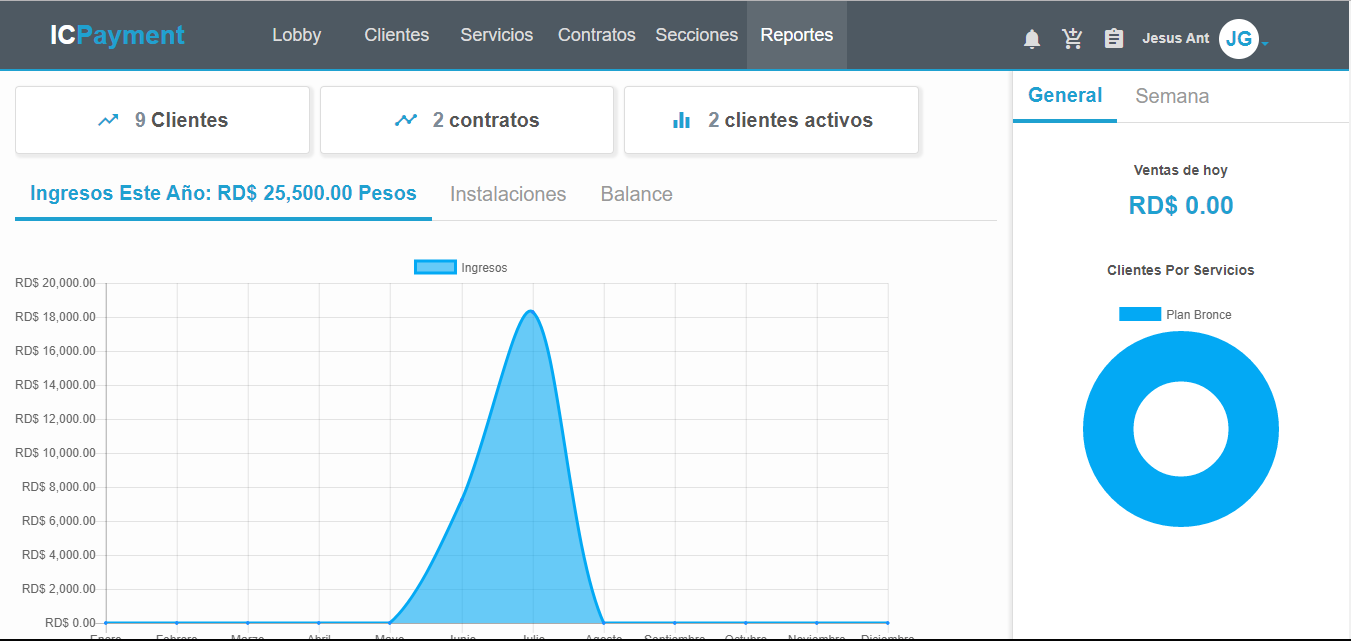 ICPayment
Lobby Clientes Servicios Contratos Secciones Reportes
Jesus Ant JG
9 Clientes
2 contratos
2 clientes activos
Ingresos Este Año: RD$ 25,500.00 Pesos
Instalaciones
Balance
Ingresos
RD$ 20,000.00
RD$ 18,000.00
RD$ 16,000.00
RD$ 14,000.00
RD$ 12,000.00
RD$ 10,000.00
RD$ 8,000.00
RD$ 6,000.00
RD$ 4,000.00
RD$ 2,000.00
RD$ 0.00
Enero Febrero Marzo Abril Mayo Junio Julio Agosto Septiembre Octubre Noviembre Diciembre
General Semana
Ventas de hoy
RD$ 0.00
Clientes Por Servicios
Plan Bronce